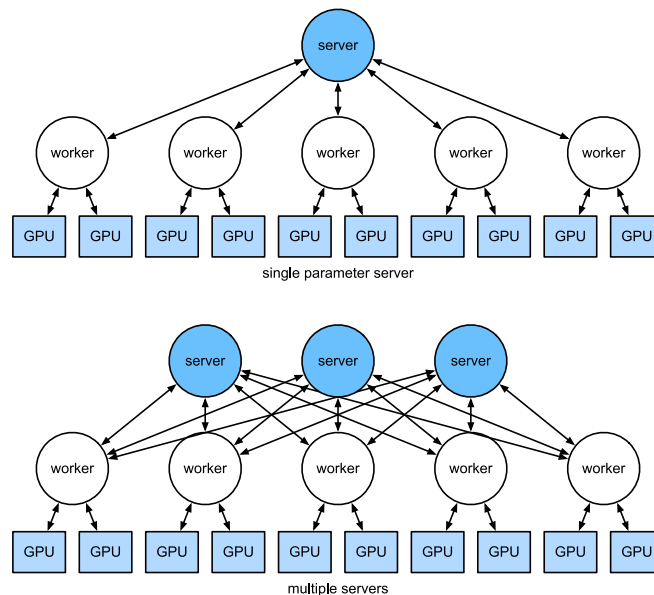 server
worker worker worker worker worker
GPU GPU GPU GPU GPU GPU GPU GPU GPU GPU
single parameter server
server server server
worker worker worker worker worker
GPU GPU GPU GPU GPU GPU GPU GPU GPU GPU
multiple servers